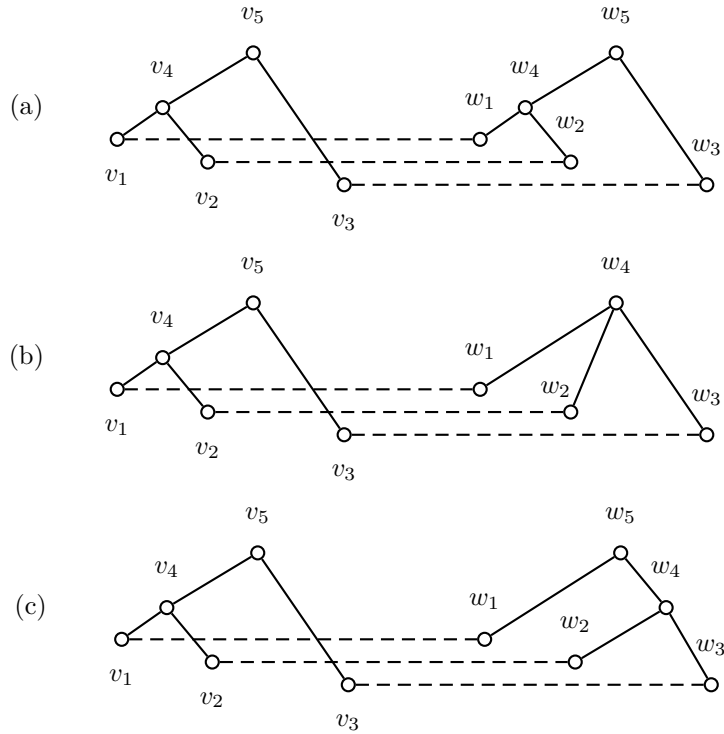 v₅ w₅
v₄ w₄
(a) w₁ w₂
w₃
v₁ v₂ v₃
v₅ w₄
v₄
(b) w₁ w₂ w₃
v₁ v₂ v₃
v₅ w₅
v₄ w₄
(c) w₁ w₂ w₃
v₁ v₂ v₃